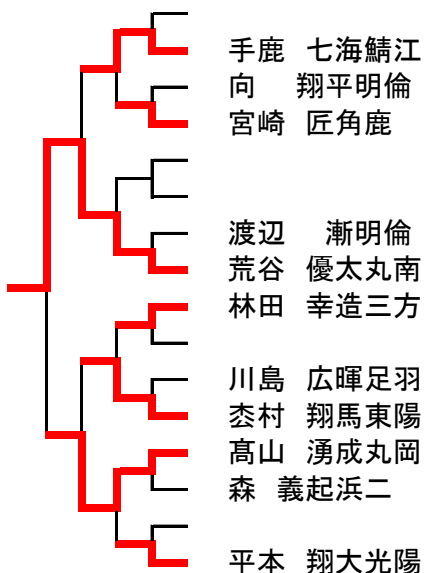 手鹿 七海鯖江
向 翔平明倫
宮崎 匠角鹿
渡辺 漸明倫
荒谷 優太丸南
林田 幸造三方
川島 広暉足羽
枩村 翔馬東陽
髙山 湧成丸岡
森 義起浜二
平本 翔大光陽